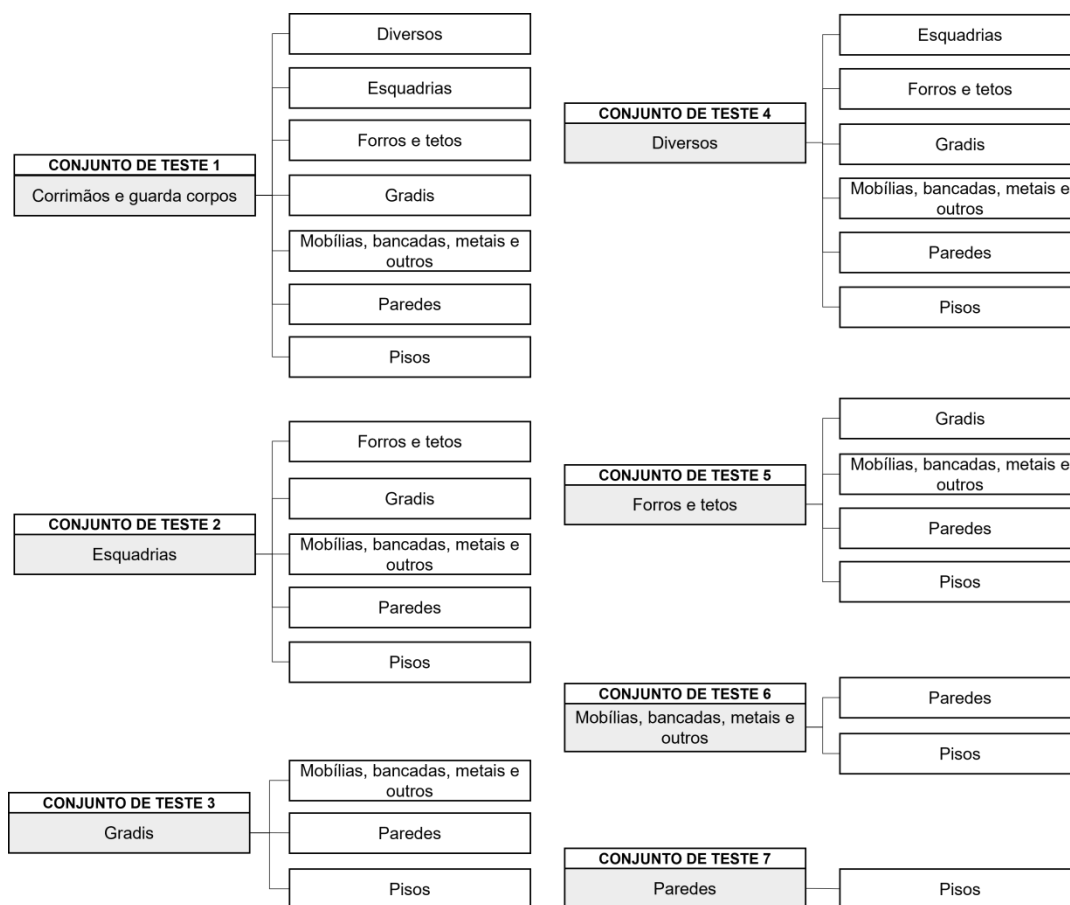 Diversos
Esquadrias
Forros e tetos
CONJUNTO DE TESTE 1
Corrimãos e guarda corpos
Gradis
Mobílias, bancadas, metais e
outros
Paredes
Pisos
Forros e tetos
Gradis
CONJUNTO DE TESTE 2
Esquadrias
Mobílias, bancadas, metais e
outros
Paredes
Pisos
Mobílias, bancadas, metais e
outros
CONJUNTO DE TESTE 3
Gradis
Paredes
Pisos
Esquadrias
Forros e tetos
CONJUNTO DE TESTE 4
Diversos
Gradis
Mobílias, bancadas, metais e
outros
Paredes
Pisos
Gradis
Mobílias, bancadas, metais e
outros
CONJUNTO DE TESTE 5
Forros e tetos
Paredes
Pisos
CONJUNTO DE TESTE 6
Mobílias, bancadas, metais e
outros
Paredes
Pisos
CONJUNTO DE TESTE 7
Paredes
Pisos